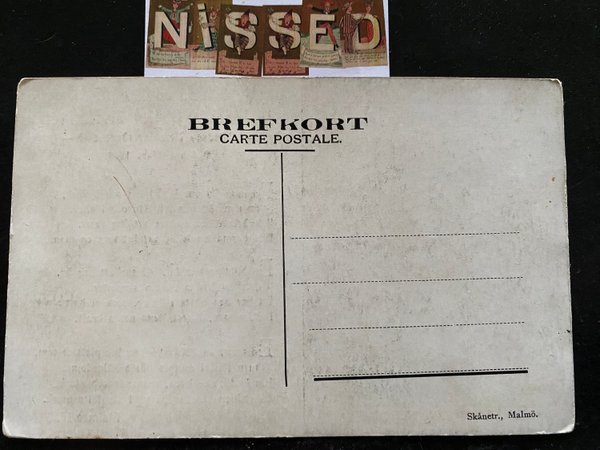 NiSSED
BREFKORT
CARTE POSTALE.
Skånetr., Malmö.